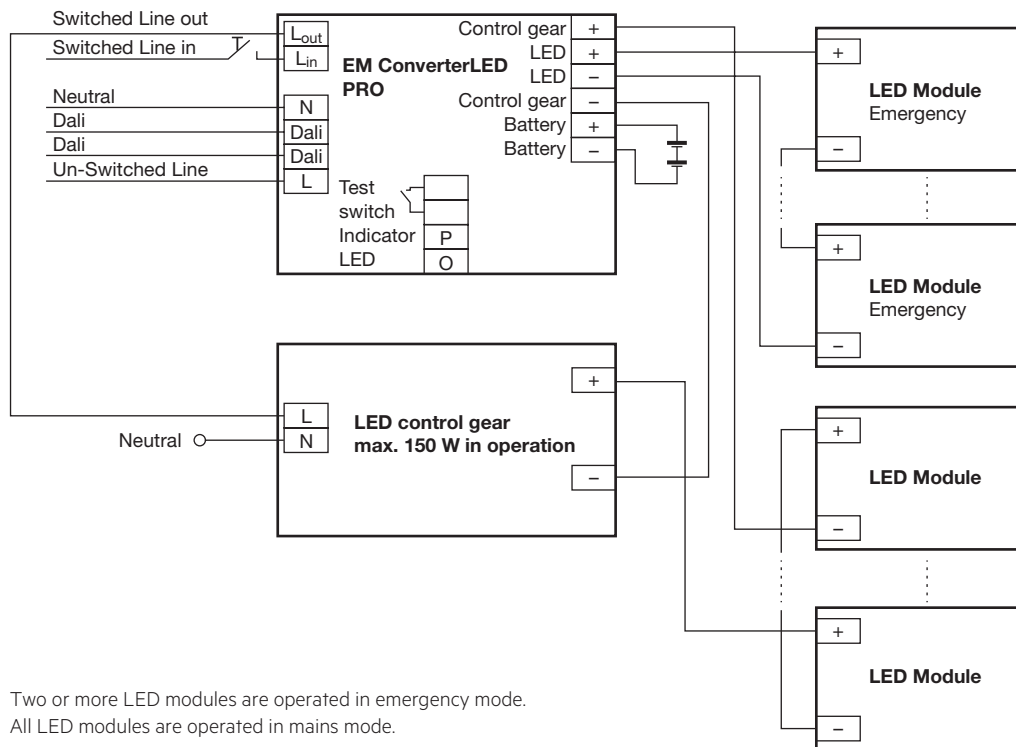 Switched Line out
Switched Line in
Neutral
Dali
Dali
Un-Switched Line
Lout
Lin
N
Dali
Dali
L
EM ConverterLED
PRO
Test
switch
Indicator
LED
P
O
Control gear +
LED +
LED –
Control gear –
Battery +
Battery –
+
LED Module
Emergency
–
+
LED Module
Emergency
–
Neutral
L
N
LED control gear
max. 150 W in operation
+
–
+
LED Module
–
+
LED Module
–
Two or more LED modules are operated in emergency mode.
All LED modules are operated in mains mode.